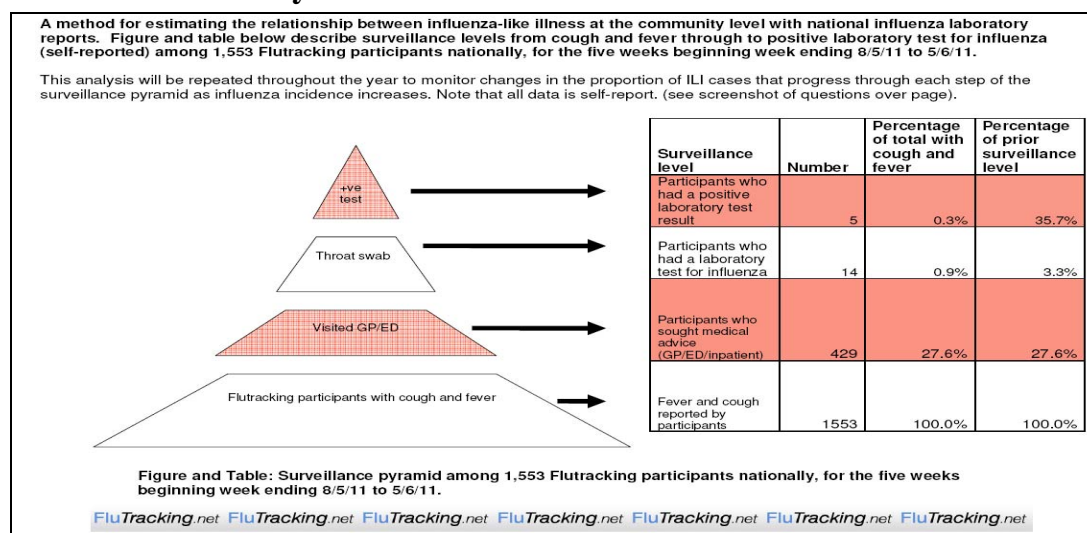 A method for estimating the relationship between influenza-like illness at the community level with national influenza laboratory
reports. Figure and table below describe surveillance levels from cough and fever through to positive laboratory test for influenza
(self-reported) among 1,553 Flutracking participants nationally, for the five weeks beginning week ending 8/5/11 to 5/6/11.
This analysis will be repeated throughout the year to monitor changes in the proportion of ILI cases that progress through each step of the
surveillance pyramid as influenza incidence increases. Note that all data is self-report. (see screenshot of questions over page).
+ve
test
Throat swab
Visited GP/ED
Flutracking participants with cough and fever
Surveillance
level
Number
Percentage
of total with
cough and
fever
Percentage
of prior
surveillance
level
Participants who
had a positive
laboratory test
result
5
0.3%
35.7%
Participants who
had a laboratory
test for influenza
14
0.9%
3.3%
Participants who
sought medical
advice
(GP/ED/inpatient)
429
27.6%
27.6%
Fever and cough
reported by
participants
1553
100.0%
100.0%
Figure and Table: Surveillance pyramid among 1,553 Flutracking participants nationally, for the five weeks
beginning week ending 8/5/11 to 5/6/11.
FluTracking.net FluTracking.net FluTracking.net FluTracking.net FluTracking.net FluTracking.net FluTracking.net